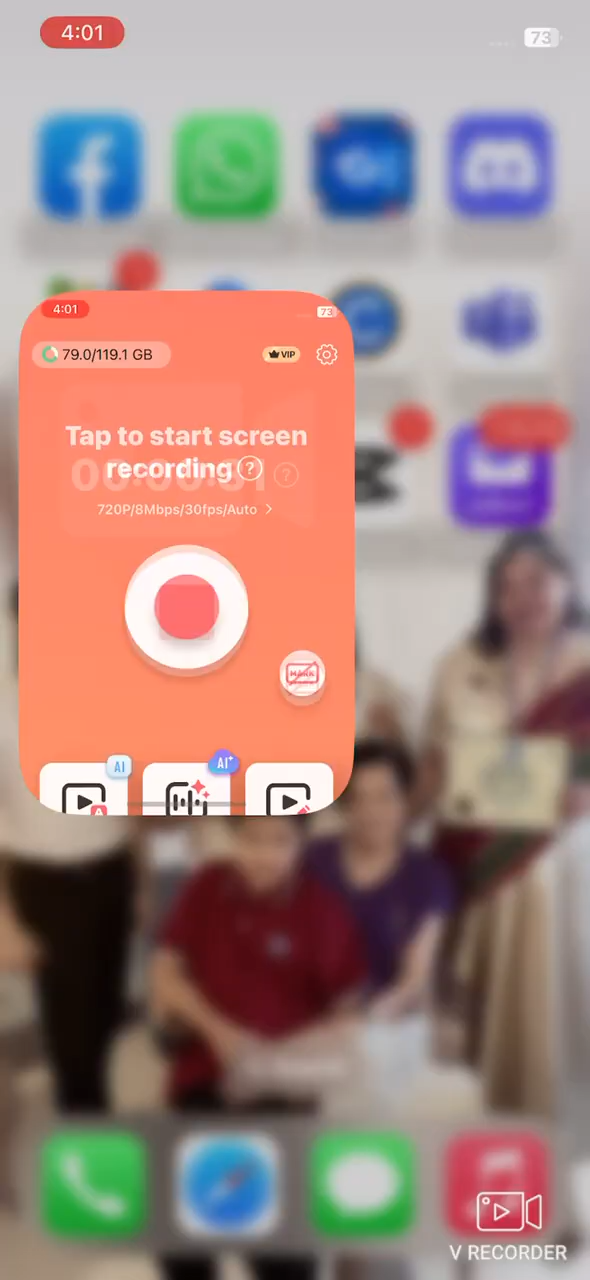 4:01
73
4:01
73
79.0/119.1 GB
VIP
Tap to start screen
recording ?
720P/8Mbps/30fps/Auto >
MARK
AI
AI+
V RECORDER